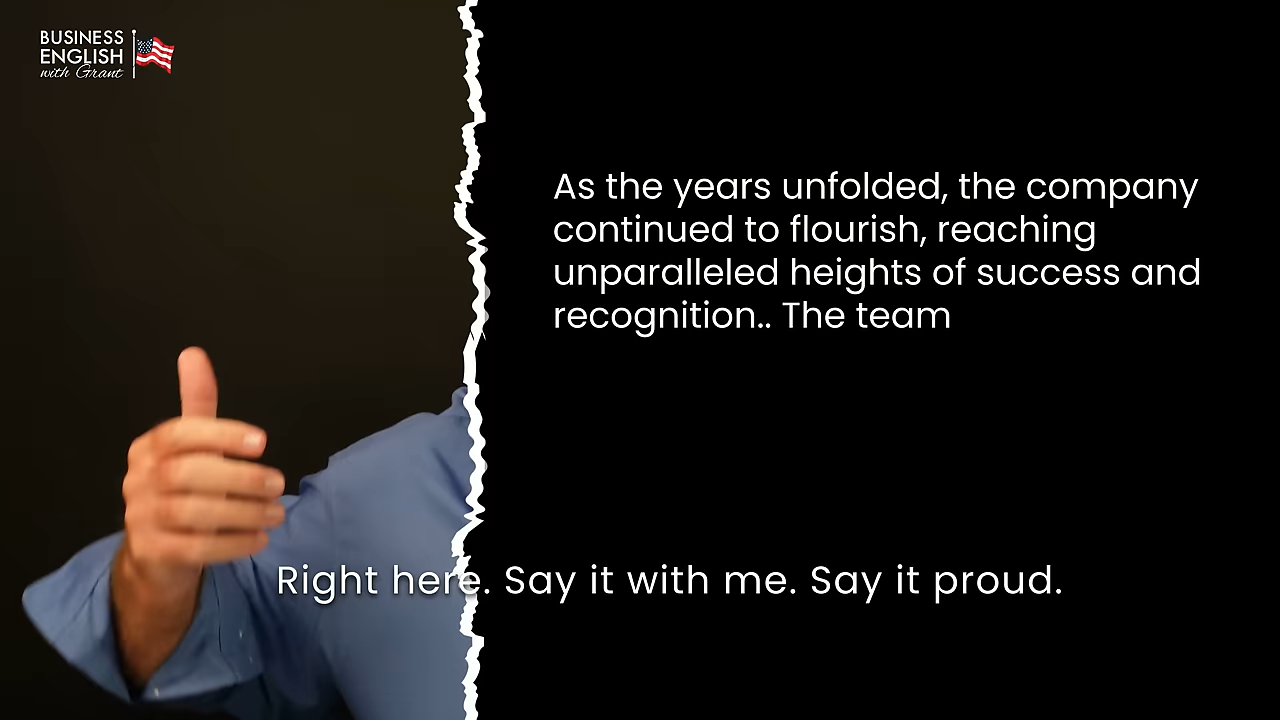 BUSINESS
ENGLISH
with Grant
As the years unfolded, the company
continued to flourish, reaching
unparalleled heights of success and
recognition.. The team
Right here. Say it with me. Say it proud.